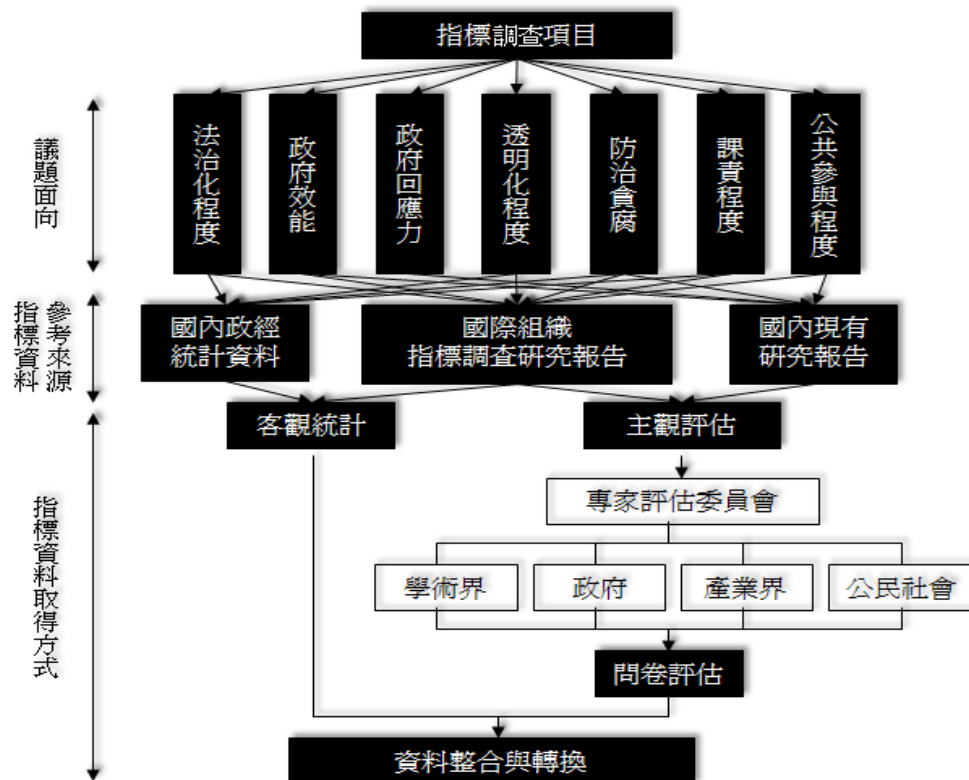 指標調查項目
議題面向
法治化程度
政府效能
政府回應力
透明化程度
防治貪腐
課責程度
公共參與程度
參考來源
指標資料
國內政經
統計資料
國際組織
指標調查研究報告
國內現有
研究報告
指標資料取得方式
客觀統計
主觀評估
專家評估委員會
學術界
政府
產業界
公民社會
問卷評估
資料整合與轉換